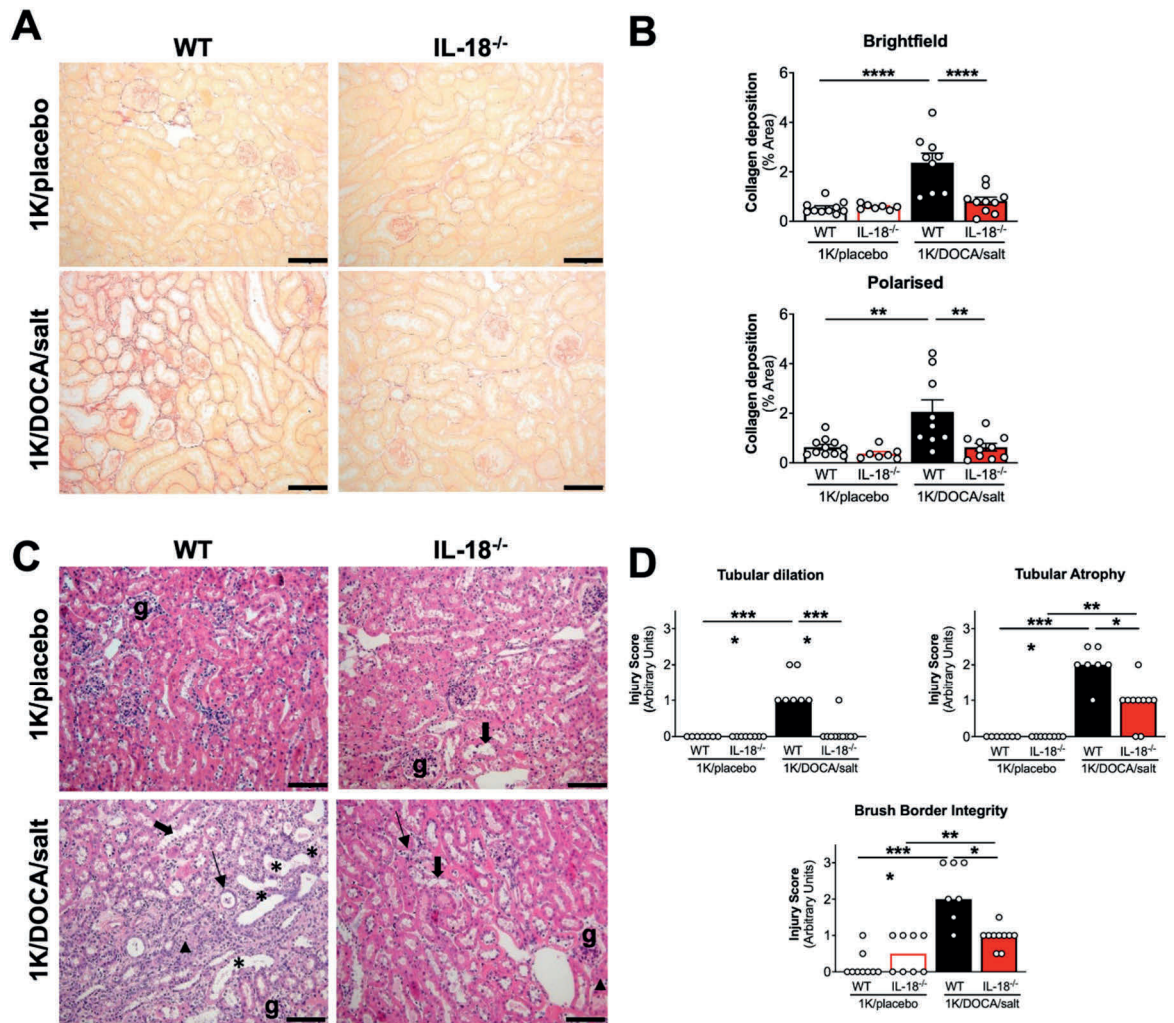 A
WT
IL-18-/-
1K/placebo
1K/DOCA/salt
B
Brightfield
****
****
Collagen deposition
(% Area)
6
4
2
0
WT
IL-18-/-
WT
IL-18-/-
1K/placebo
1K/DOCA/salt
Polarised
**
**
Collagen deposition
(% Area)
6
4
2
0
WT
IL-18-/-
WT
IL-18-/-
1K/placebo
1K/DOCA/salt
C
WT
IL-18-/-
1K/placebo
g
g
1K/DOCA/salt
*
*
*
*
g
g
D
Tubular dilation
***
***
*
*
Injury Score
(Arbitrary Units)
3
2
1
0
WT
IL-18-/-
WT
IL-18-/-
1K/placebo
1K/DOCA/salt
Tubular Atrophy
**
***
*
*
Injury Score
(Arbitrary Units)
3
2
1
0
WT
IL-18-/-
WT
IL-18-/-
1K/placebo
1K/DOCA/salt
Brush Border Integrity
**
***
*
*
Injury Score
(Arbitrary Units)
3
2
1
0
WT
IL-18-/-
WT
IL-18-/-
1K/placebo
1K/DOCA/salt